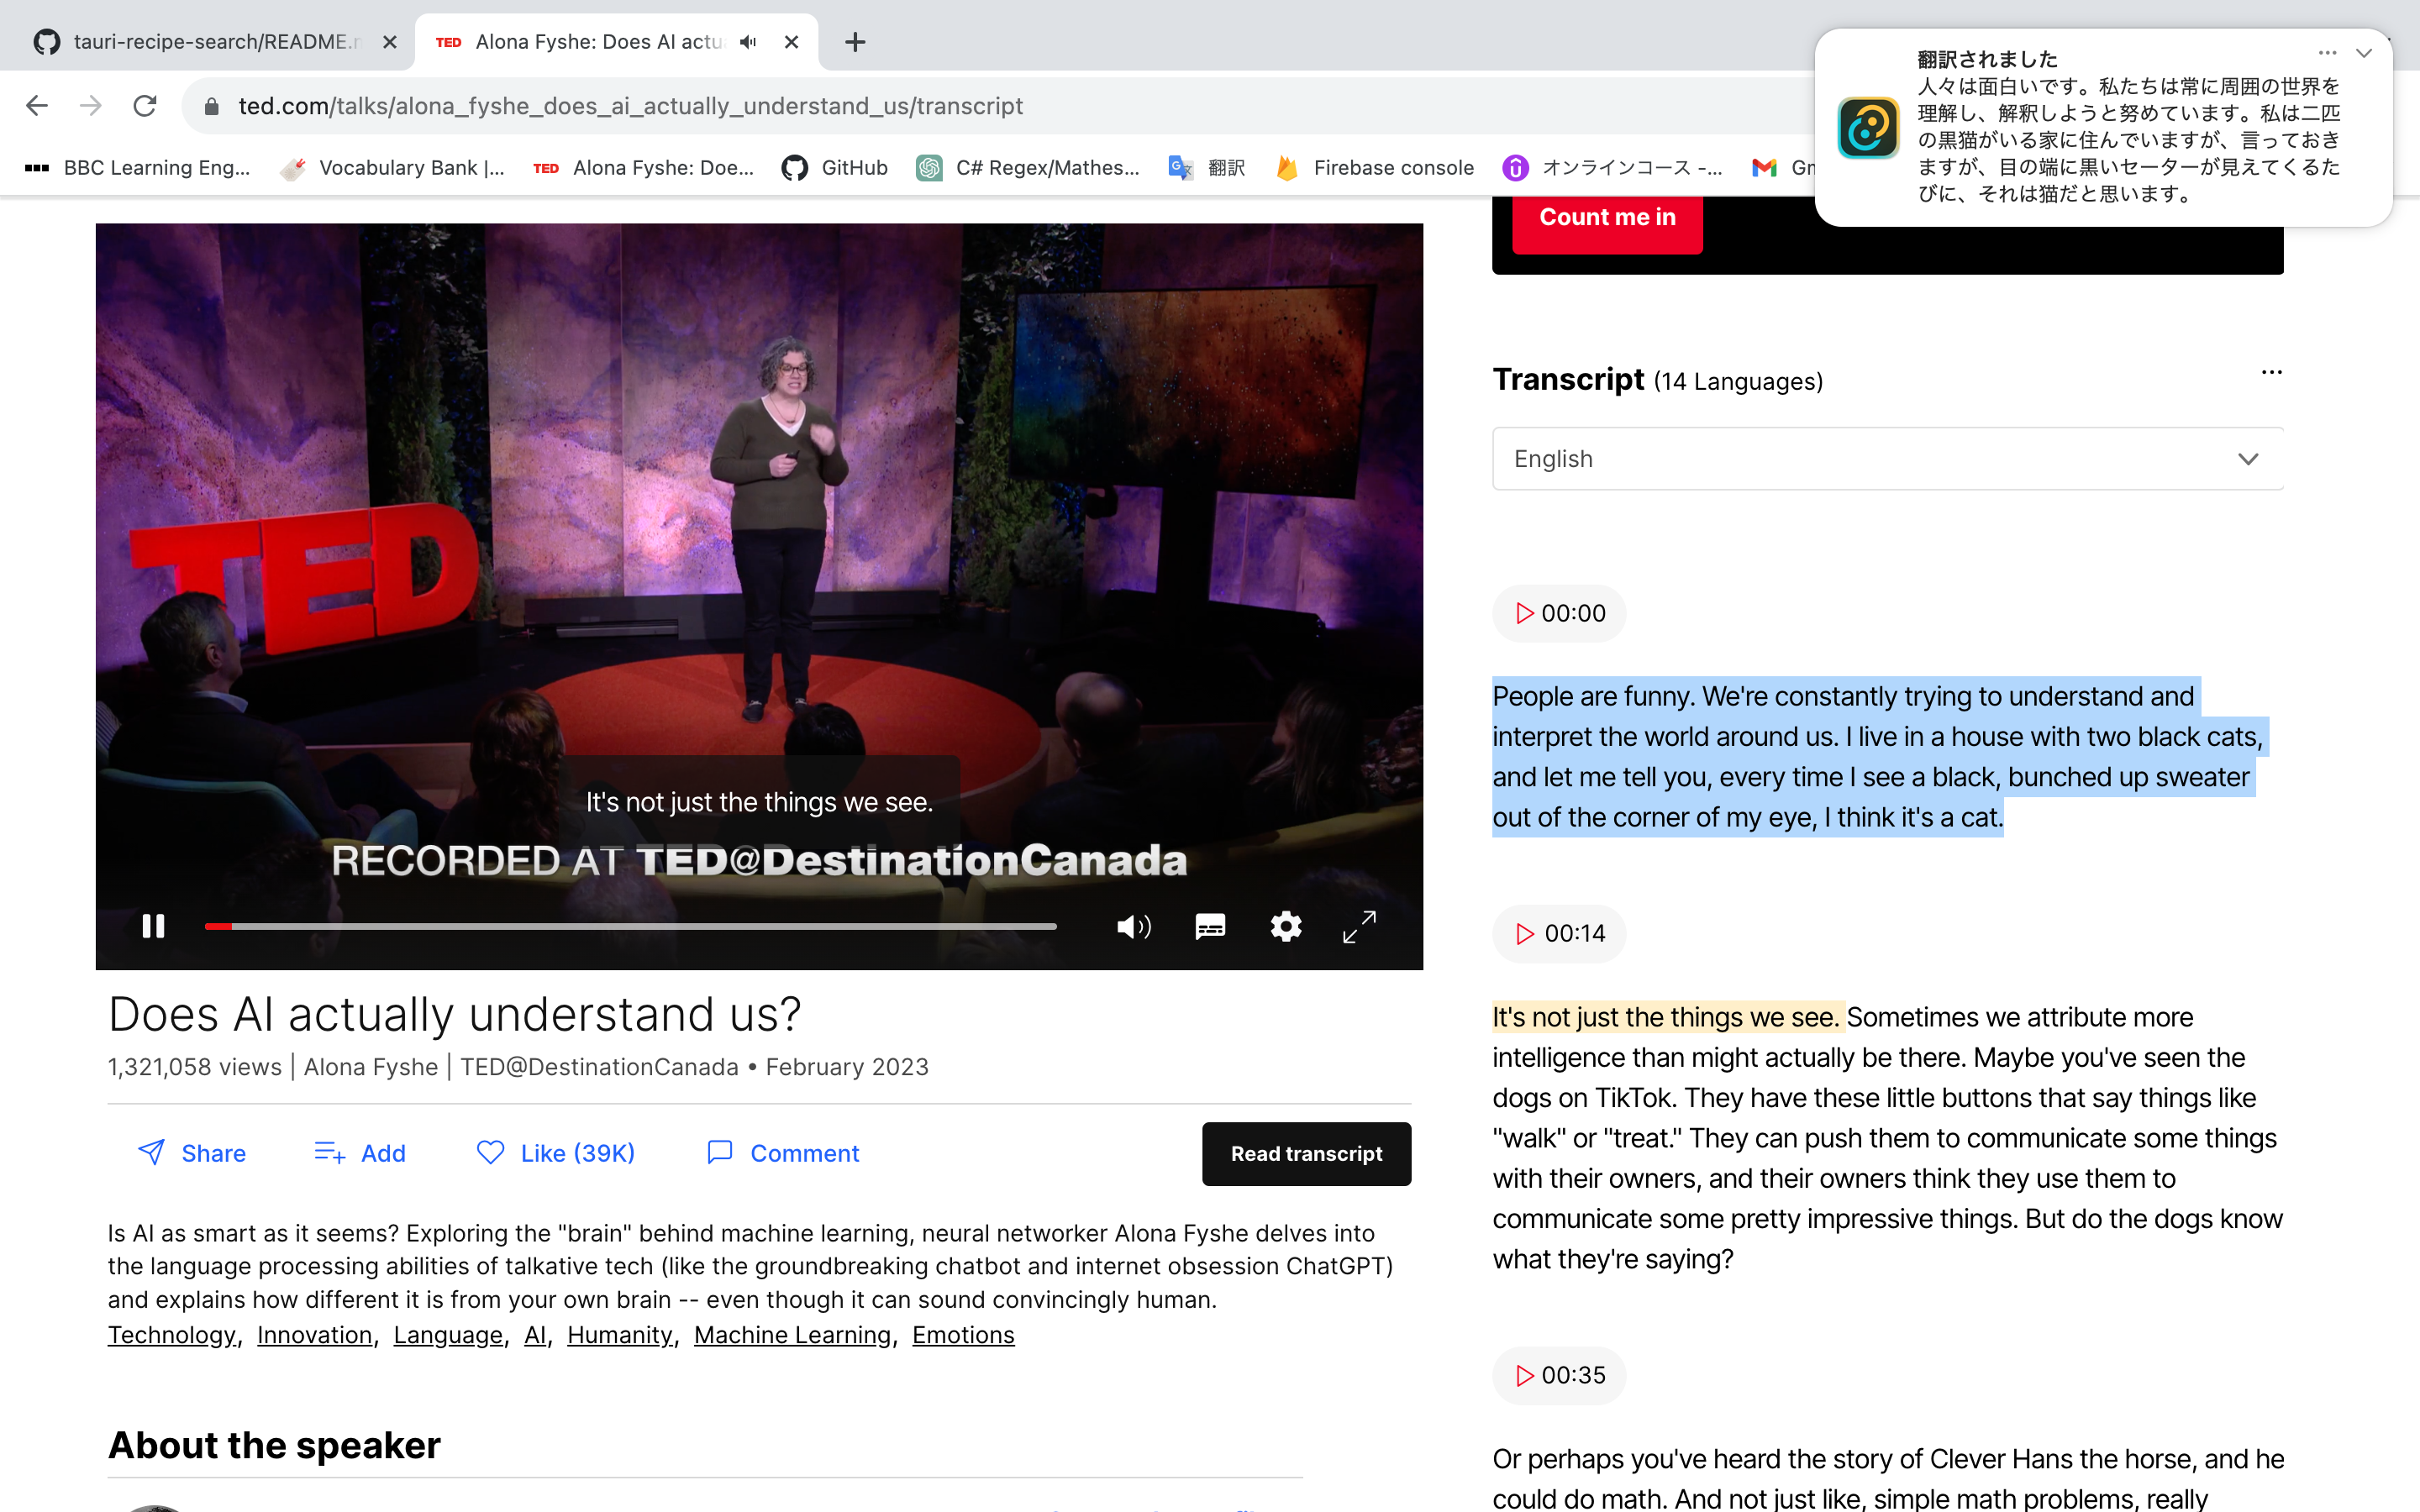 tauri-recipe-search/README.
TED Alona Fyshe: Does AI actu
ted.com/talks/alona_fyshe_does_ai_actually_understand_us/transcript
BBC Learning Eng...
Vocabulary Bank |...
TED Alona Fyshe: Doe...
GitHub
C# Regex/Mathes...
翻訳
Firebase console
オンラインコース -...
翻訳されました
人々は面白いです。私たちは常に周囲の世界を
理解し、解釈しようと努めています。私は二匹
の黒猫がいる家に住んでいますが、言っておき
ますが、目の端に黒いセーターが見えてくるた
びに、それは猫だと思います。
TED
It's not just the things we see.
RECORDED AT TED@DestinationCanada
Does AI actually understand us?
1,321,058 views | Alona Fyshe | TED@DestinationCanada • February 2023
Share
Add
Like (39K)
Comment
Read transcript
Is AI as smart as it seems? Exploring the "brain" behind machine learning, neural networker Alona Fyshe delves into
the language processing abilities of talkative tech (like the groundbreaking chatbot and internet obsession ChatGPT)
and explains how different it is from your own brain -- even though it can sound convincingly human.
Technology, Innovation, Language, AI, Humanity, Machine Learning, Emotions
About the speaker
Count me in
Transcript (14 Languages)
English
00:00
People are funny. We're constantly trying to understand and
interpret the world around us. I live in a house with two black cats,
and let me tell you, every time I see a black, bunched up sweater
out of the corner of my eye, I think it's a cat.
00:14
It's not just the things we see. Sometimes we attribute more
intelligence than might actually be there. Maybe you've seen the
dogs on TikTok. They have these little buttons that say things like
"walk" or "treat." They can push them to communicate some things
with their owners, and their owners think they use them to
communicate some pretty impressive things. But do the dogs know
what they're saying?
00:35
Or perhaps you've heard the story of Clever Hans the horse, and he
could do math. And not just like, simple math problems, really